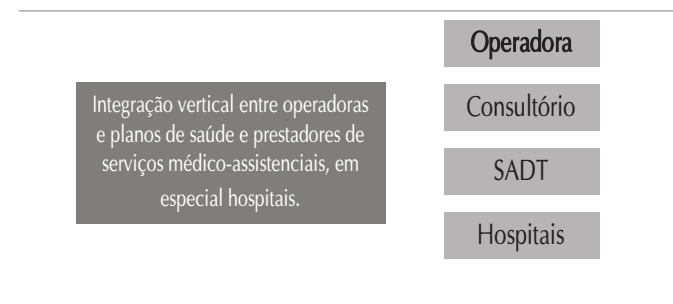 Operadora
Integração vertical entre operadoras
e planos de saúde e prestadores de
serviços médico-assistenciais, em
especial hospitais.
Consultório
SADT
Hospitais